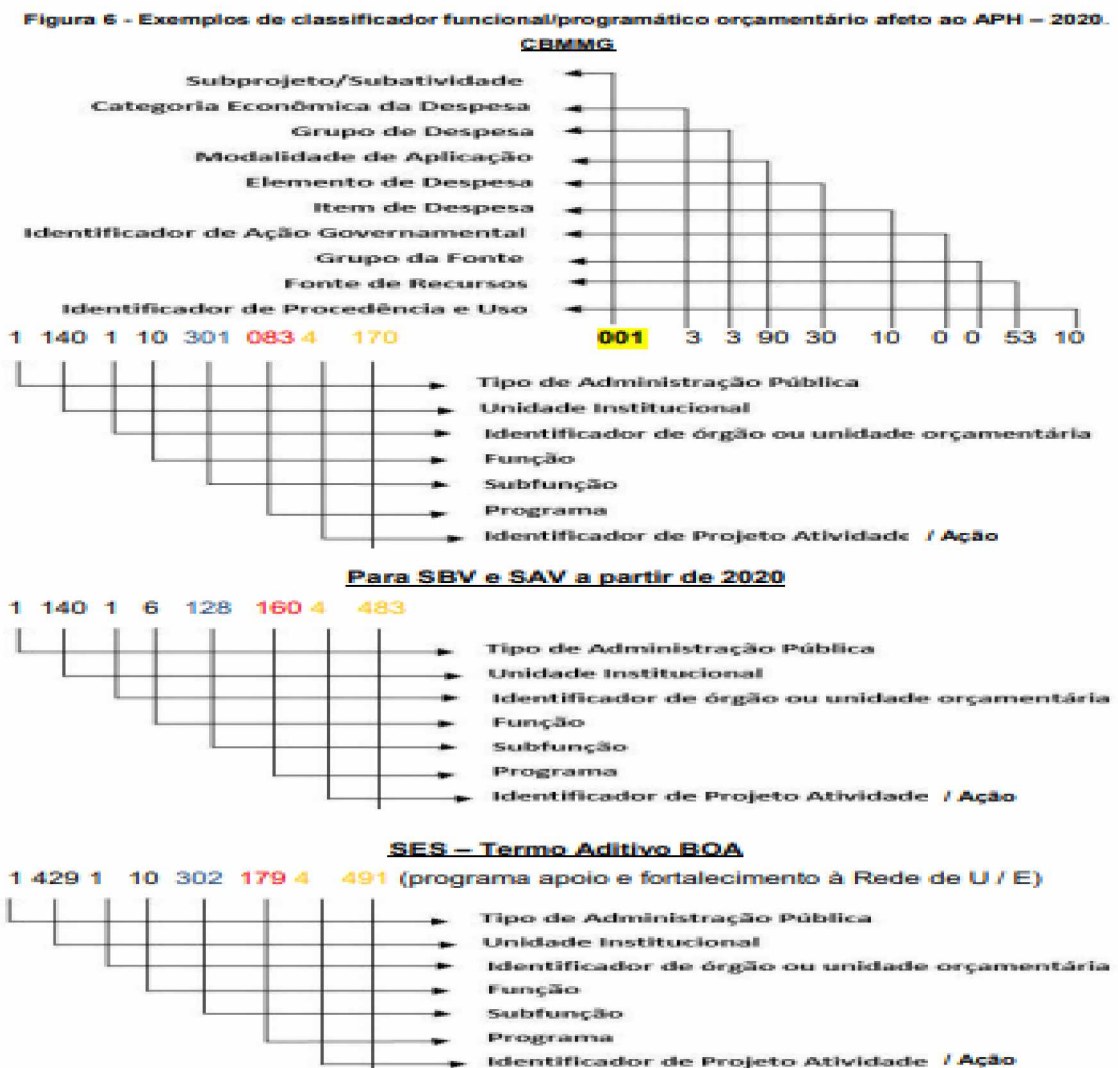 Figura 6 - Exemplos de classificador funcional/programático orçamentário afeto ao APH – 2020.
CBMMG
Subprojeto/Subatividade
Categoria Econômica da Despesa
Grupo de Despesa
Modalidade de Aplicação
Elemento de Despesa
Item de Despesa
Identificador de Ação Governamental
Grupo da Fonte
Fonte de Recursos
Identificador de Procedência e Uso
1 140 1 10 301 083 4 170 001 3 3 90 30 10 0 0 53 10
Tipo de Administração Pública
Unidade Institucional
Identificador de órgão ou unidade orçamentária
Função
Subfunção
Programa
Identificador de Projeto Atividade / Ação
Para SBV e SAV a partir de 2020
1 140 1 6 128 160 4 483
Tipo de Administração Pública
Unidade Institucional
Identificador de órgão ou unidade orçamentária
Função
Subfunção
Programa
Identificador de Projeto Atividade / Ação
SES – Termo Aditivo BOA
1 429 1 10 302 179 4 491 (programa apoio e fortalecimento à Rede de U / E)
Tipo de Administração Pública
Unidade Institucional
Identificador de órgão ou unidade orçamentária
Função
Subfunção
Programa
Identificador de Projeto Atividade / Ação